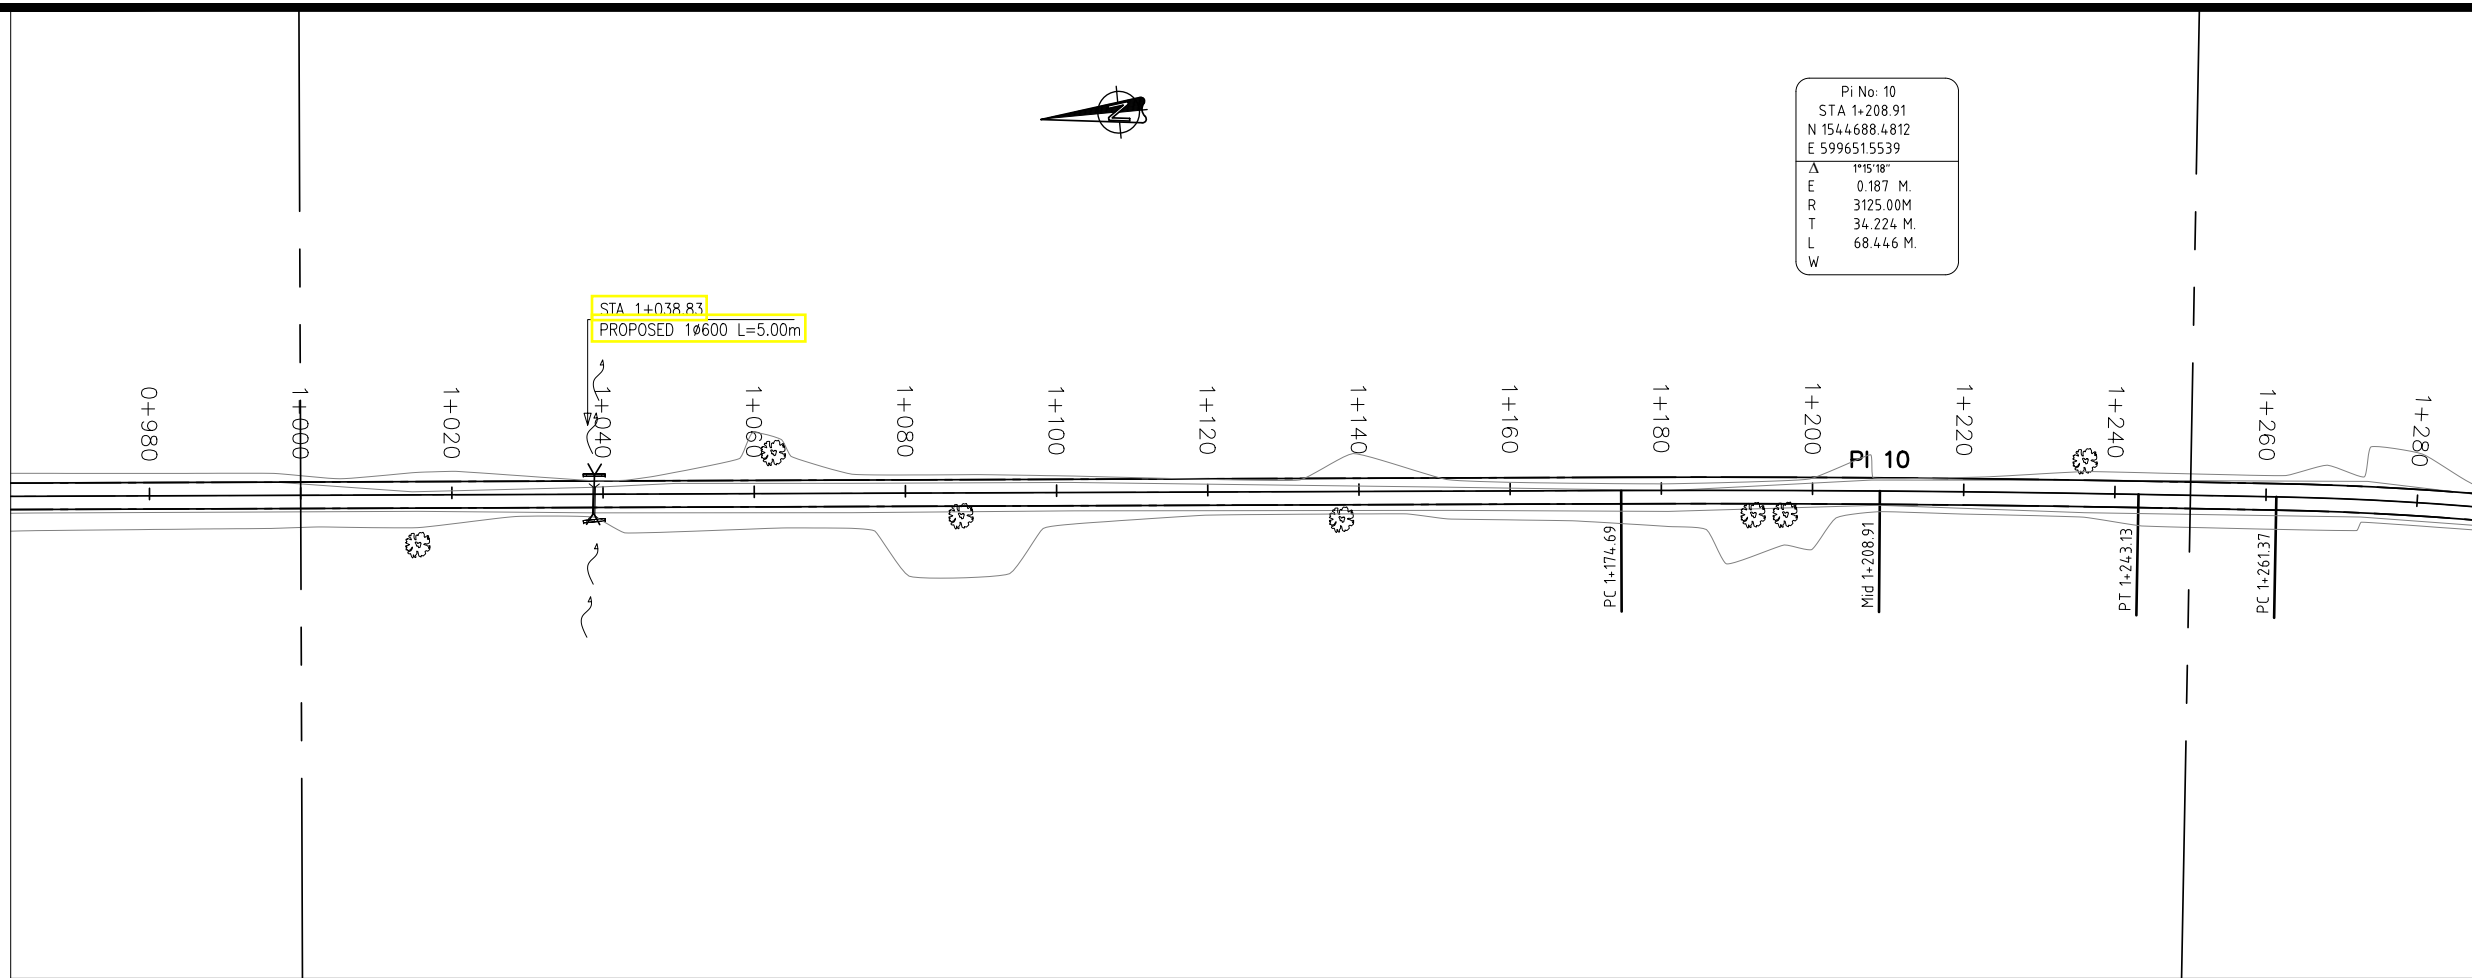 N
Pi No: 10
STA 1+208.91
N 1544688.4812
E 599651.5539
Δ 1°15'18"
E 0.187 M.
R 3125.00M
T 34.224 M.
L 68.446 M.
W
STA 1+038.83
PROPOSED 1ø600 L=5.00m
0+980
1+000
1+020
1+040
1+060
1+080
1+100
1+120
1+140
1+160
1+180
1+200
1+220
1+240
1+260
1+280
PI 10
PC 1+174.69
Mid 1+208.91
PT 1+243.13
PC 1+261.37